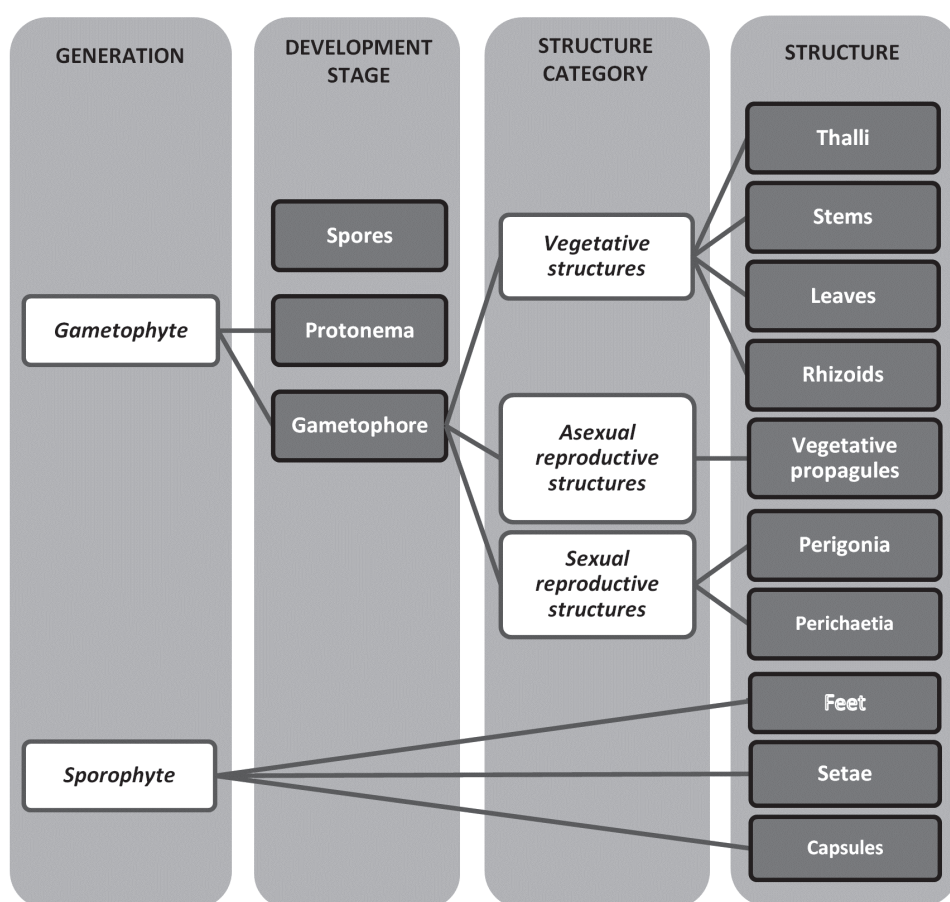 GENERATION
DEVELOPMENT
STAGE
STRUCTURE
CATEGORY
STRUCTURE
Gametophyte
Sporophyte
Spores
Protonema
Gametophore
Vegetative
structures
Asexual
reproductive
structures
Sexual
reproductive
structures
Thalli
Stems
Leaves
Rhizoids
Vegetative
propagules
Perigonia
Perichaetia
Feet
Setae
Capsules